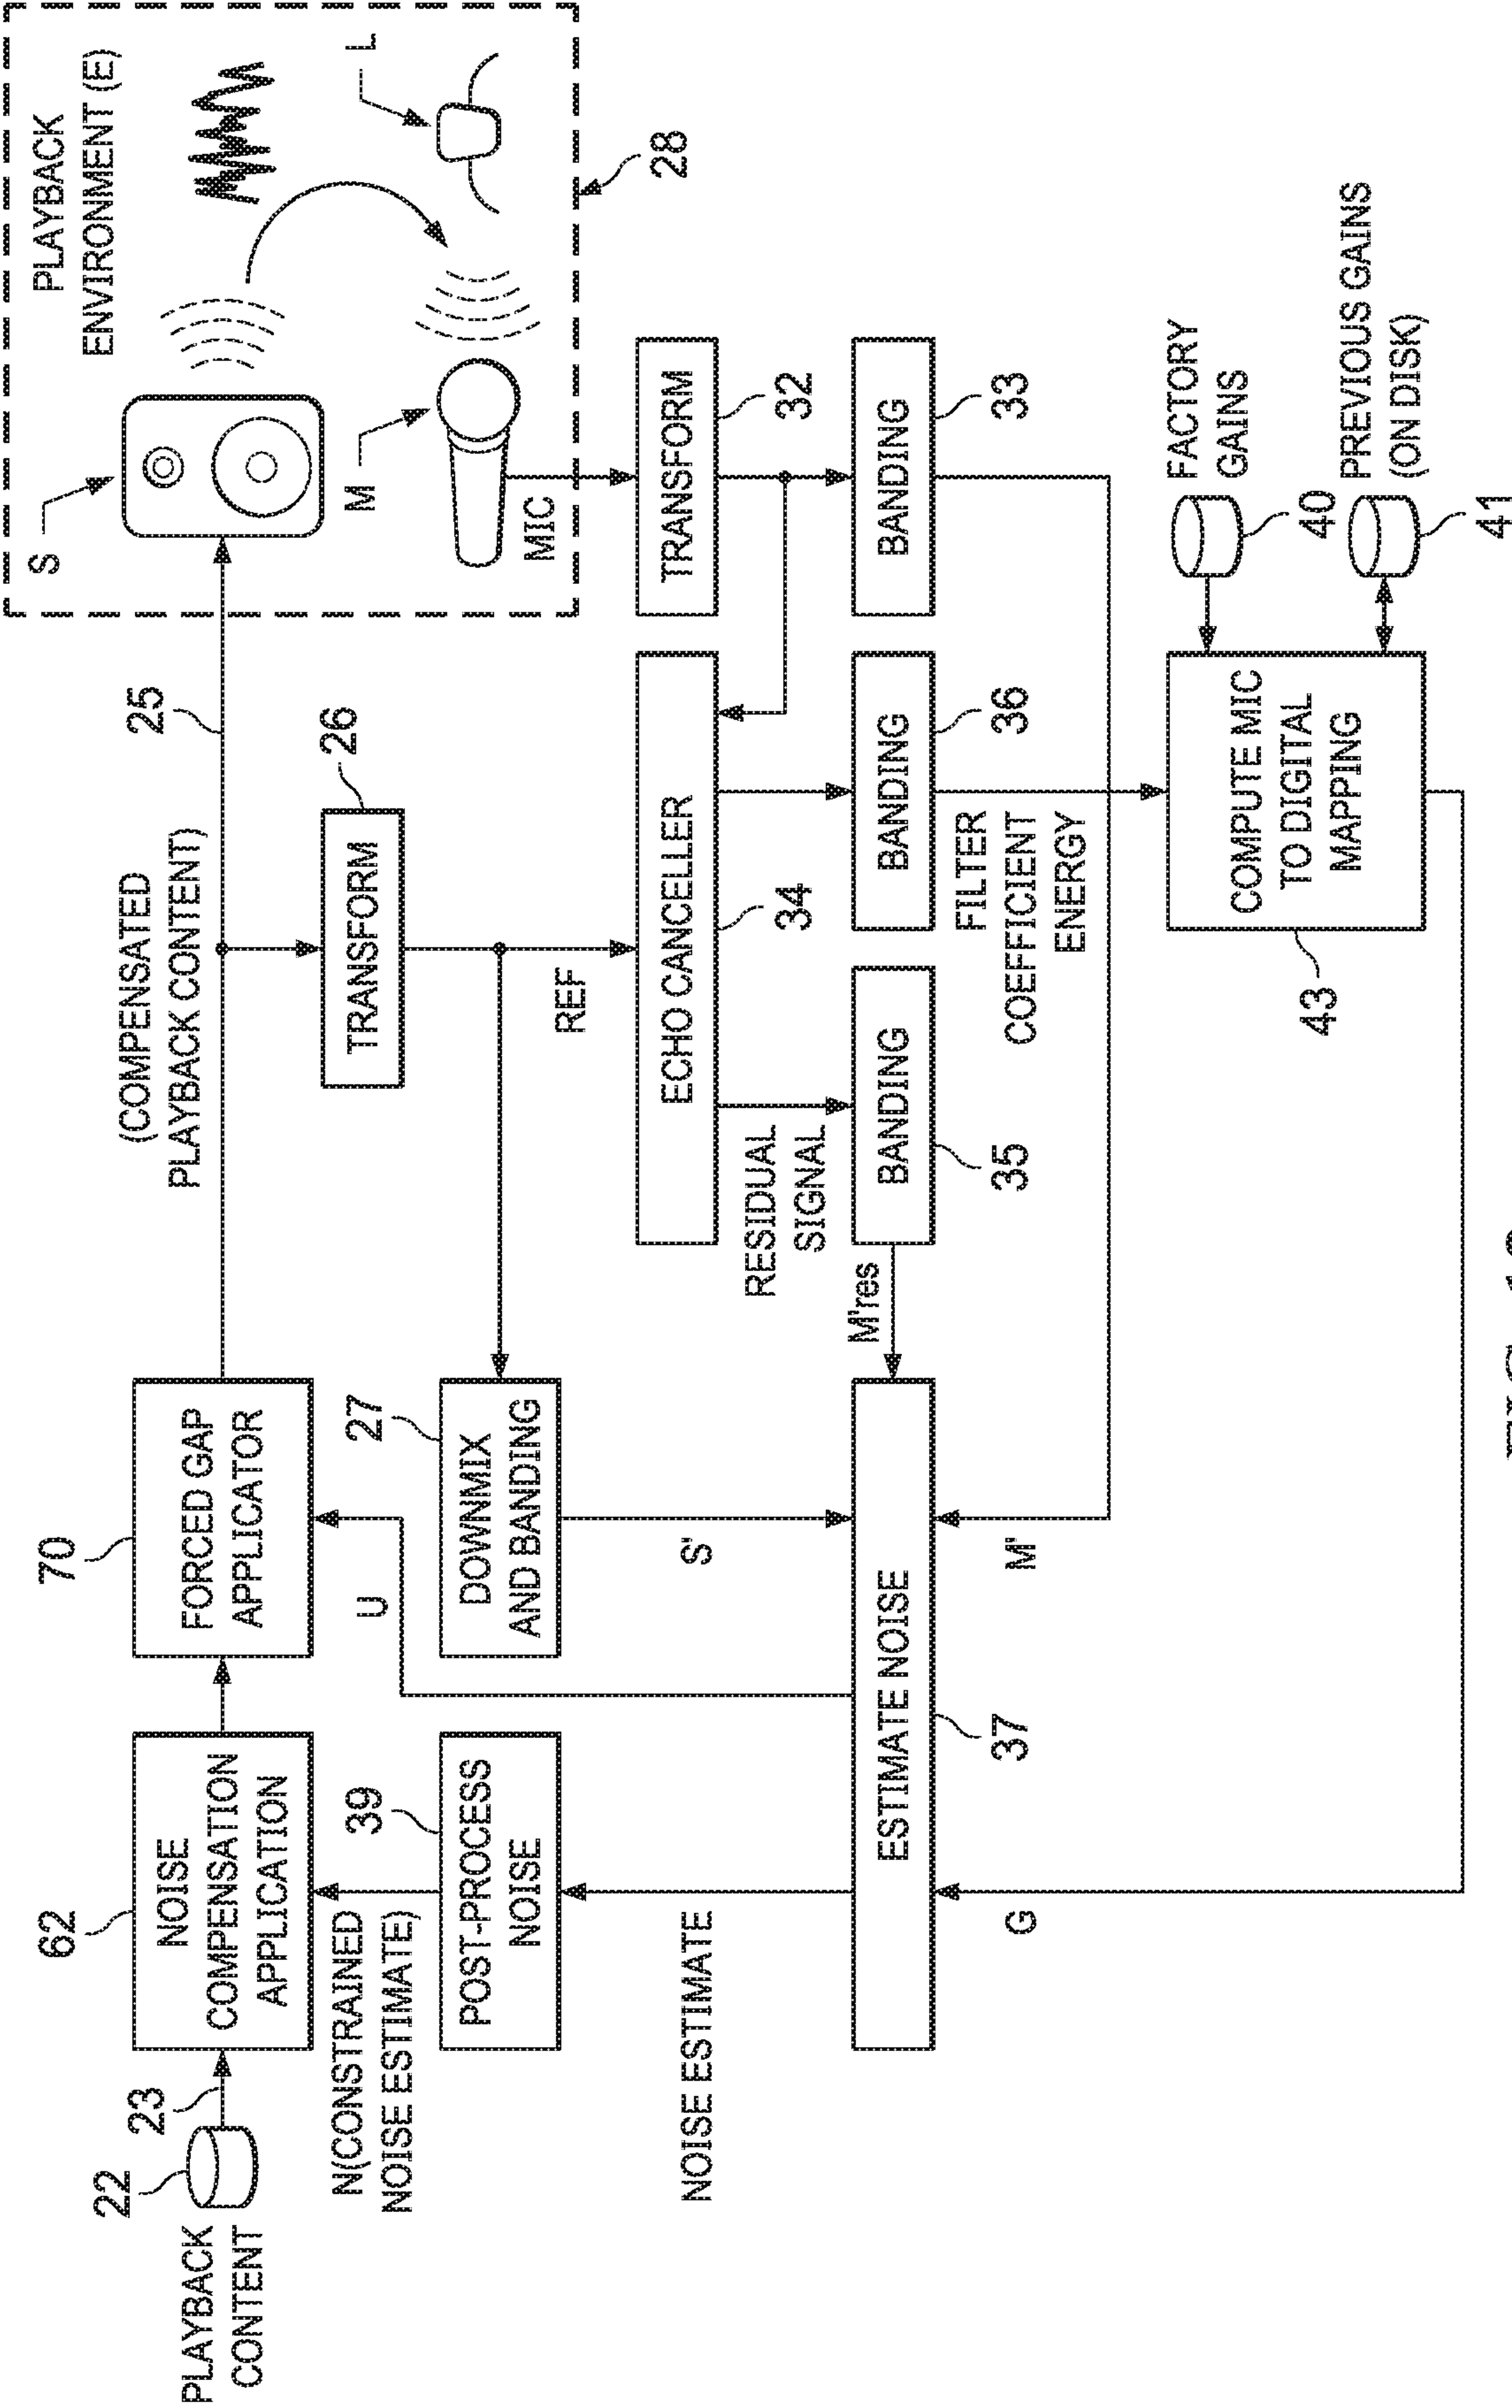 PLAYBACK
CONTENT
22
23
62
NOISE
COMPENSATION
APPLICATION
70
FORCED GAP
APPLICATOR
(COMPENSATED
PLAYBACK CONTENT)
25
S
PLAYBACK
ENVIRONMENT (E)
M
L
MIC
28
N(CONSTRAINED
NOISE ESTIMATE)
39
POST-PROCESS
NOISE
U
27
DOWNMIX
AND BANDING
26
TRANSFORM
REF
ECHO CANCELLER
34
TRANSFORM
32
NOISE ESTIMATE
S'
RESIDUAL
SIGNAL
M'res
BANDING
35
BANDING
36
BANDING
33
ESTIMATE NOISE
37
G
M'
FILTER
COEFFICIENT
ENERGY
COMPUTE MIC
TO DIGITAL
MAPPING
43
FACTORY
GAINS
40
PREVIOUS GAINS
(ON DISK)
41